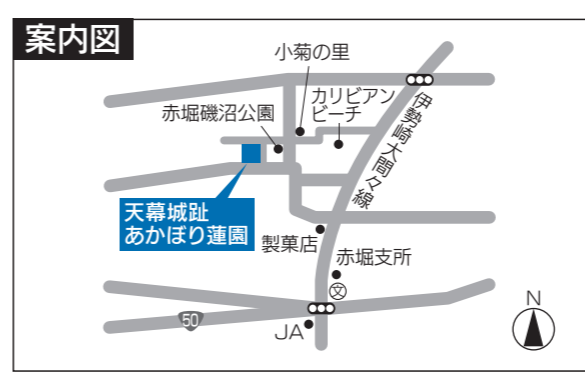 案内図
小菊の里
カリビアン
ビーチ
赤堀磯沼公園
伊勢崎大間々線
天幕城趾
あかぼり蓮園
製菓店
赤堀支所
文
50
JA
N